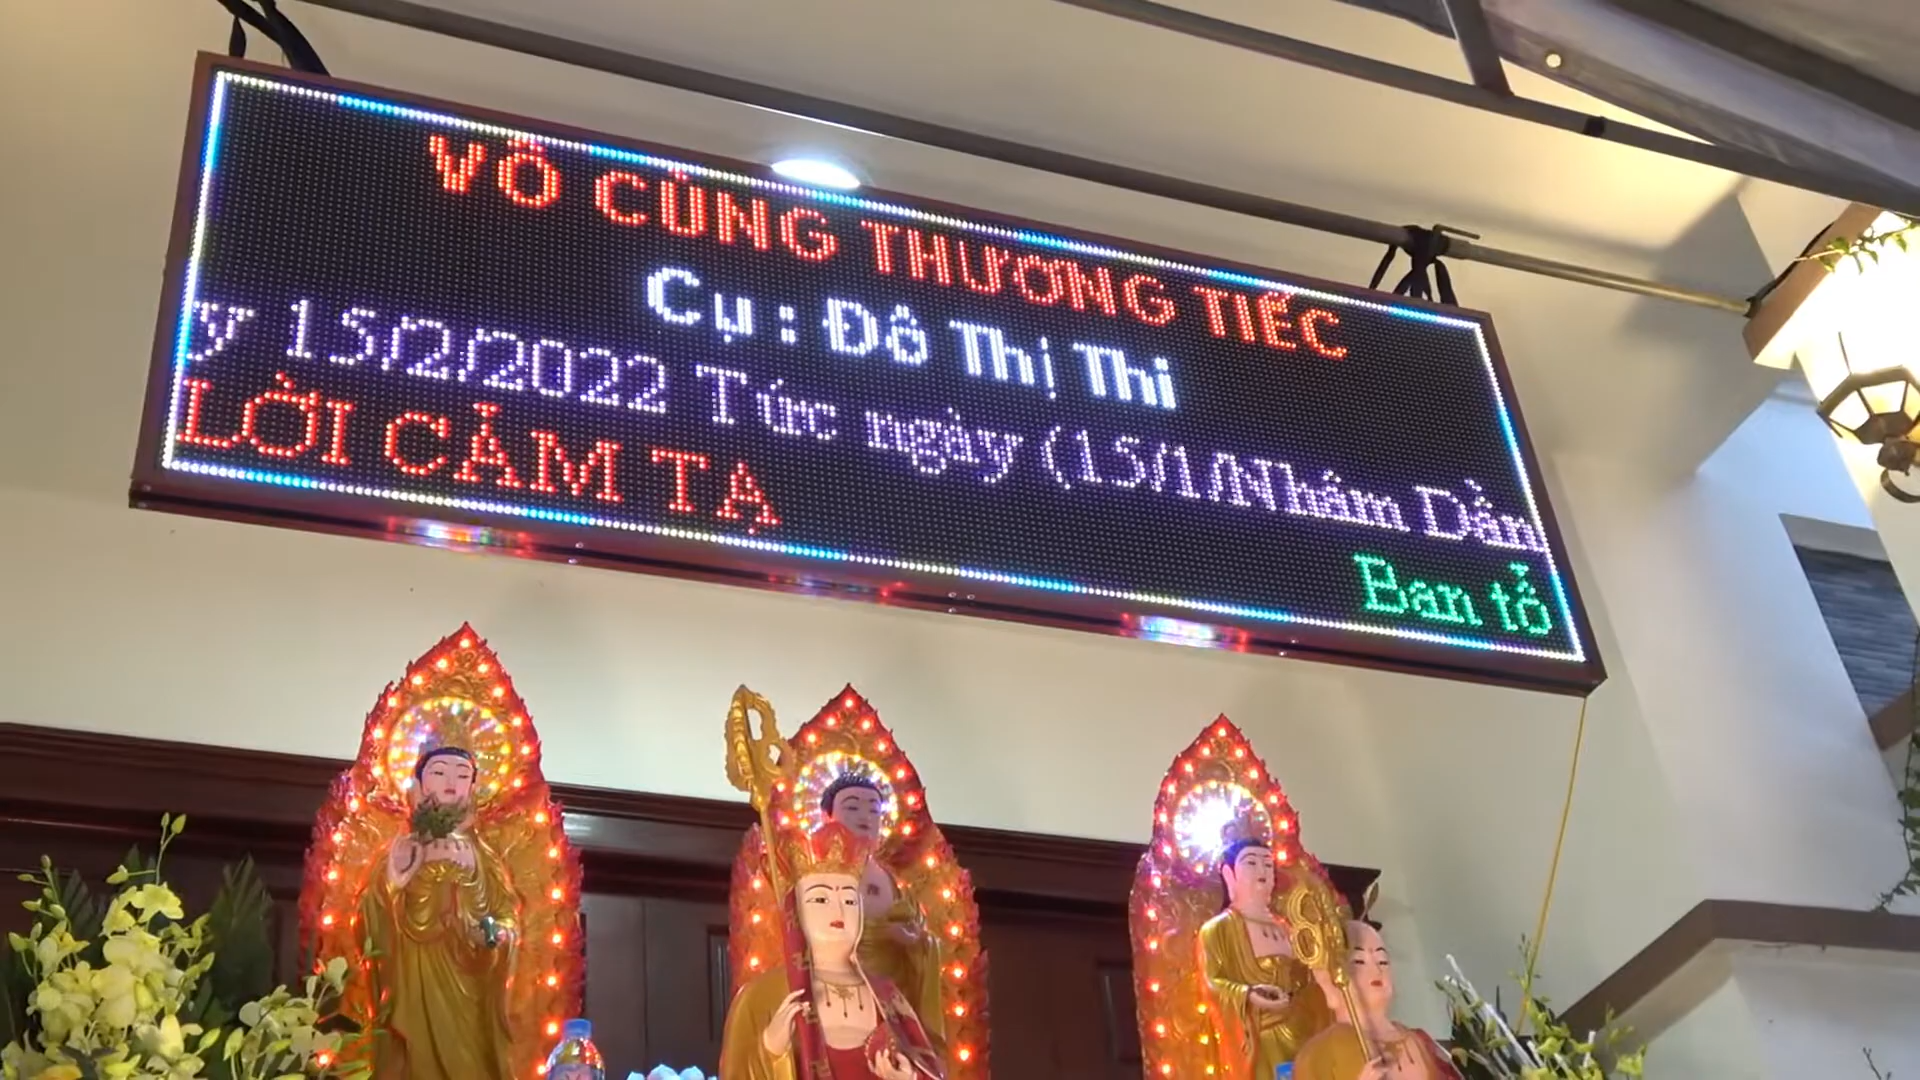 VÔ CÙNG THƯƠNG TIẾC
Cụ : Đỗ Thị Thi
y 15/2/2022 Tức ngày (15/1/Nhâm Dần
LỜI CẢM TẠ
Ban tổ